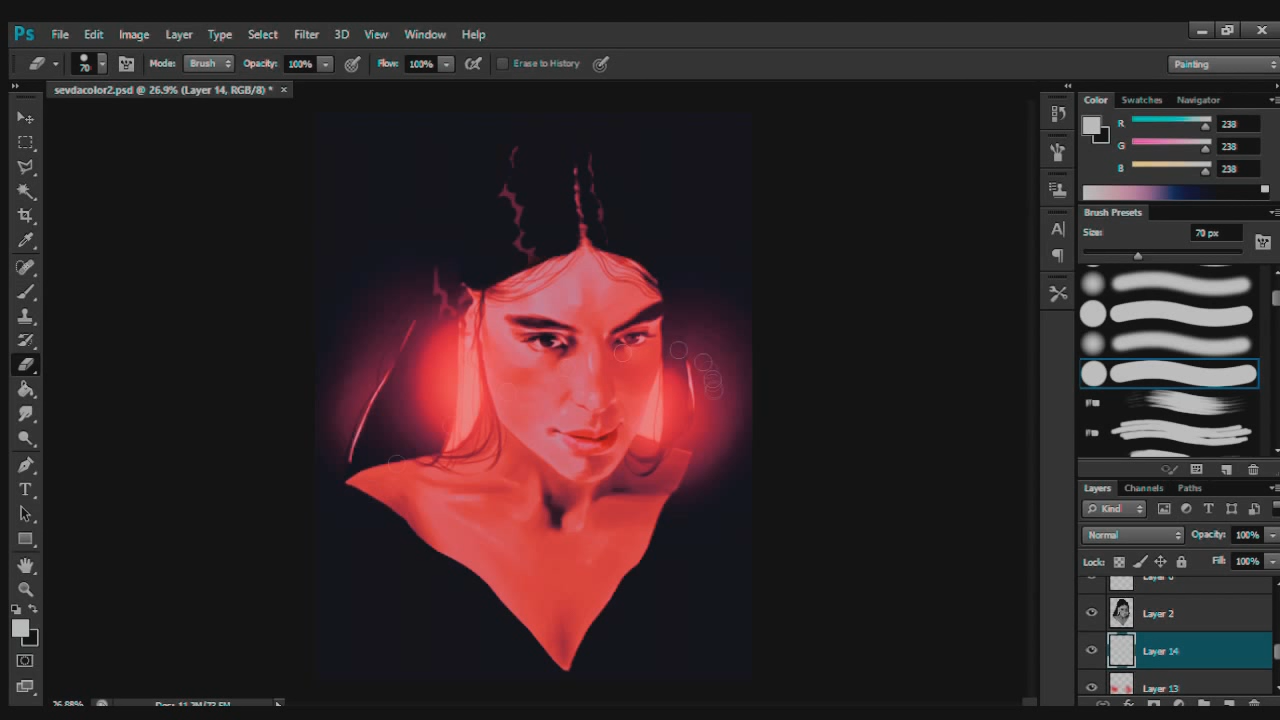 Ps File Edit Image Layer Type Select Filter 3D View Window Help
70 Mode: Brush Opacity: 100% Flow: 100% Erase to History Painting
sevdacolor2.psd @ 26.9% (Layer 14, RGB/8) * ×
Color Swatches Navigator
R 238
G 238
B 238
Brush Presets
Size: 70 px
Layers Channels Paths
Kind
Normal Opacity: 100%
Lock: Fill: 100%
Layer 2
Layer 14
Layer 13